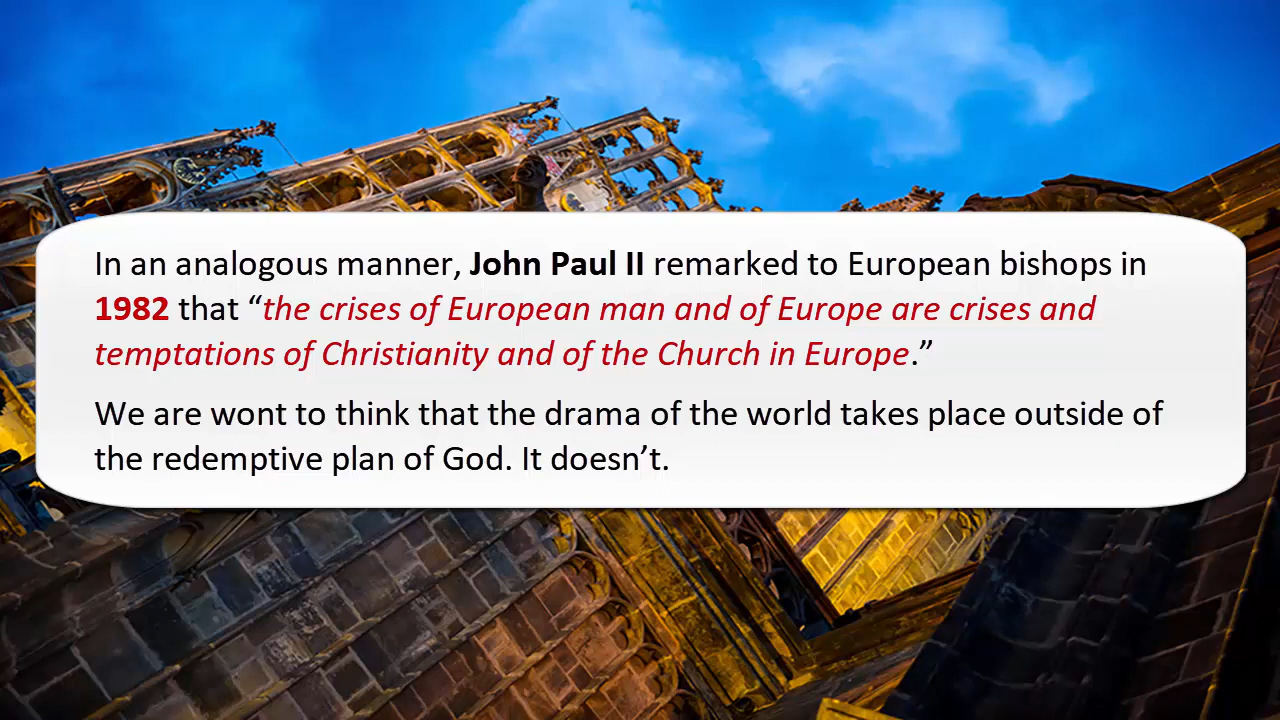 In an analogous manner, John Paul II remarked to European bishops in
1982 that “the crises of European man and of Europe are crises and
temptations of Christianity and of the Church in Europe.”
We are wont to think that the drama of the world takes place outside of
the redemptive plan of God. It doesn’t.